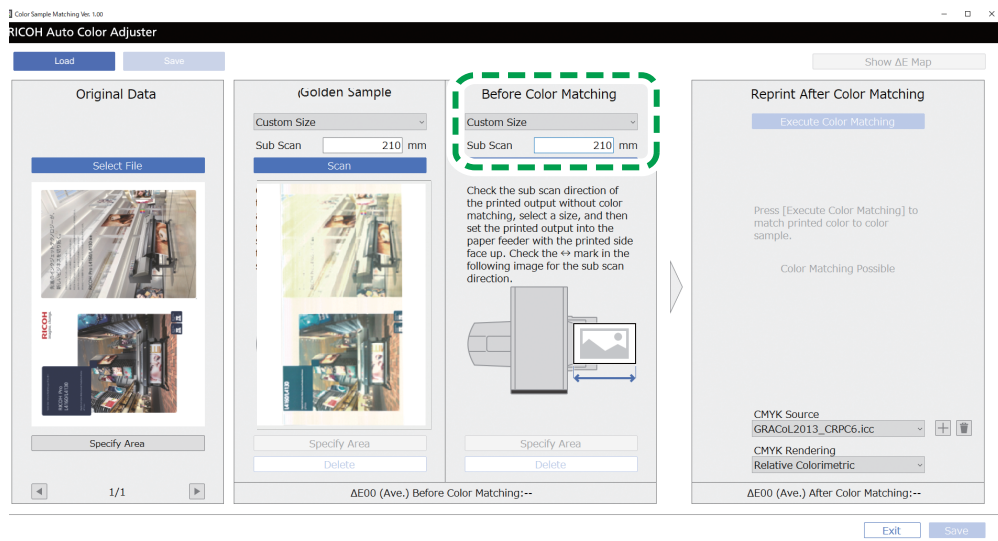 Color Sample Matching Ver. 1.00
RICOH Auto Color Adjuster
Load
Save
Show ΔE Map
Original Data
Select File
RICOH
Specify Area
1/1
Golden Sample
Custom Size
Sub Scan 210 mm
Scan
Specify Area
Delete
Before Color Matching
Custom Size
Sub Scan 210 mm
Check the sub scan direction of
the printed output without color
matching, select a size, and then
set the printed output into the
paper feeder with the printed side
face up. Check the ↔ mark in the
following image for the sub scan
direction.
Specify Area
Delete
ΔE00 (Ave.) Before Color Matching:--
Reprint After Color Matching
Execute Color Matching
Press [Execute Color Matching] to
match printed color to color
sample.
Color Matching Possible
CMYK Source
GRACoL2013_CRPC6.icc
CMYK Rendering
Relative Colorimetric
ΔE00 (Ave.) After Color Matching:--
Exit
Save